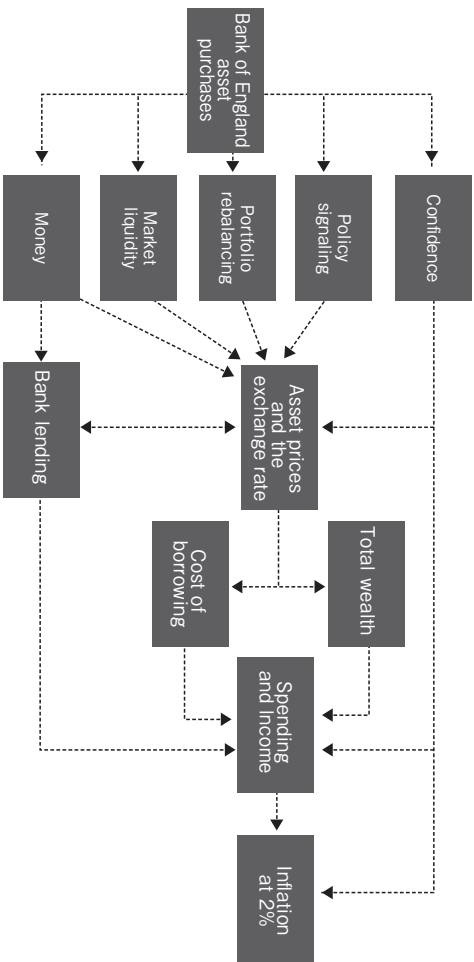 Bank of England
asset
purchases
Confidence
Policy
signaling
Portfolio
rebalancing
Market
liquidity
Money
Asset prices
and the
exchange rate
Bank lending
Total wealth
Cost of
borrowing
Spending
and Income
Inflation
at 2%